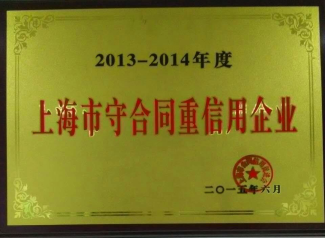 2013-2014年度
上海市守合同重信用企业
二〇一五年六月